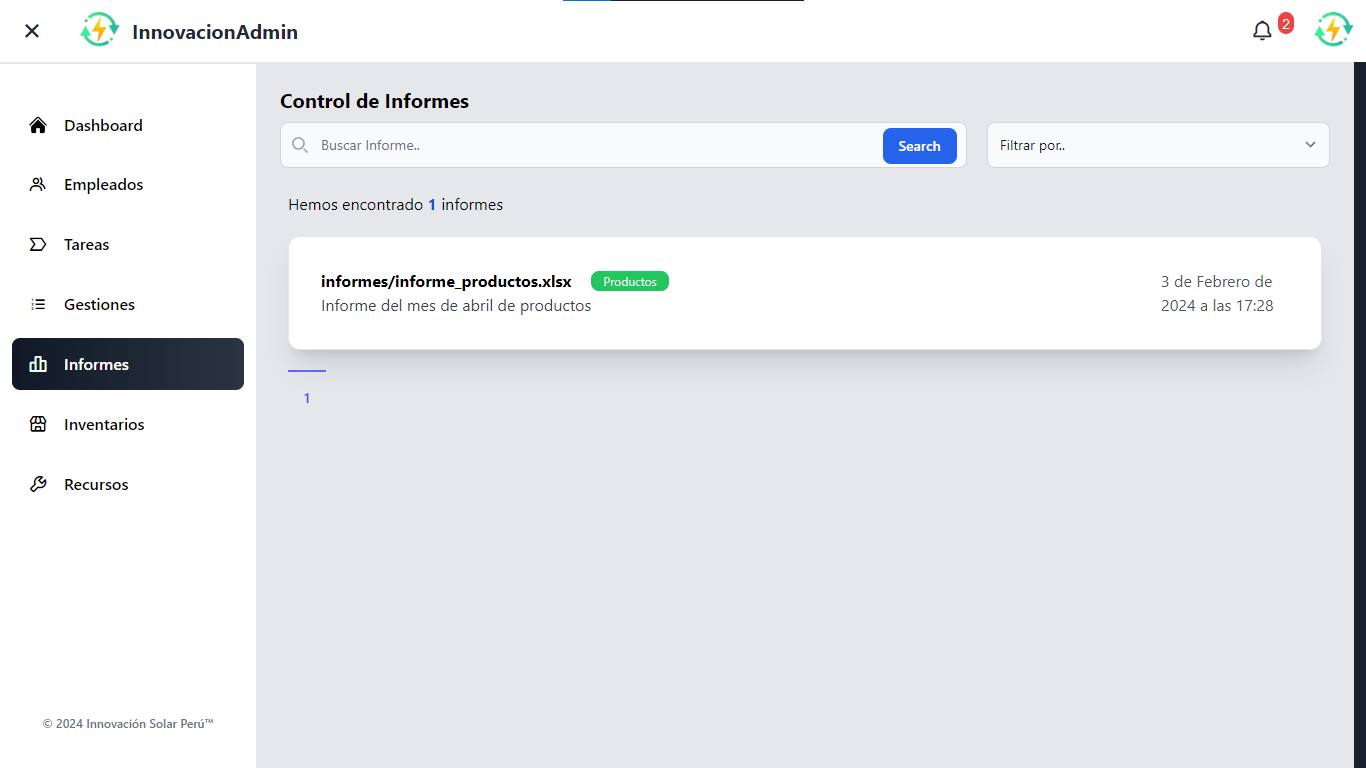 InnovacionAdmin
2
Dashboard
Empleados
Tareas
Gestiones
Informes
Inventarios
Recursos
© 2024 Innovación Solar Perú™
Control de Informes
Buscar Informe..
Search
Filtrar por..
Hemos encontrado 1 informes
informes/informe_productos.xlsx Productos
Informe del mes de abril de productos
3 de Febrero de
2024 a las 17:28
1